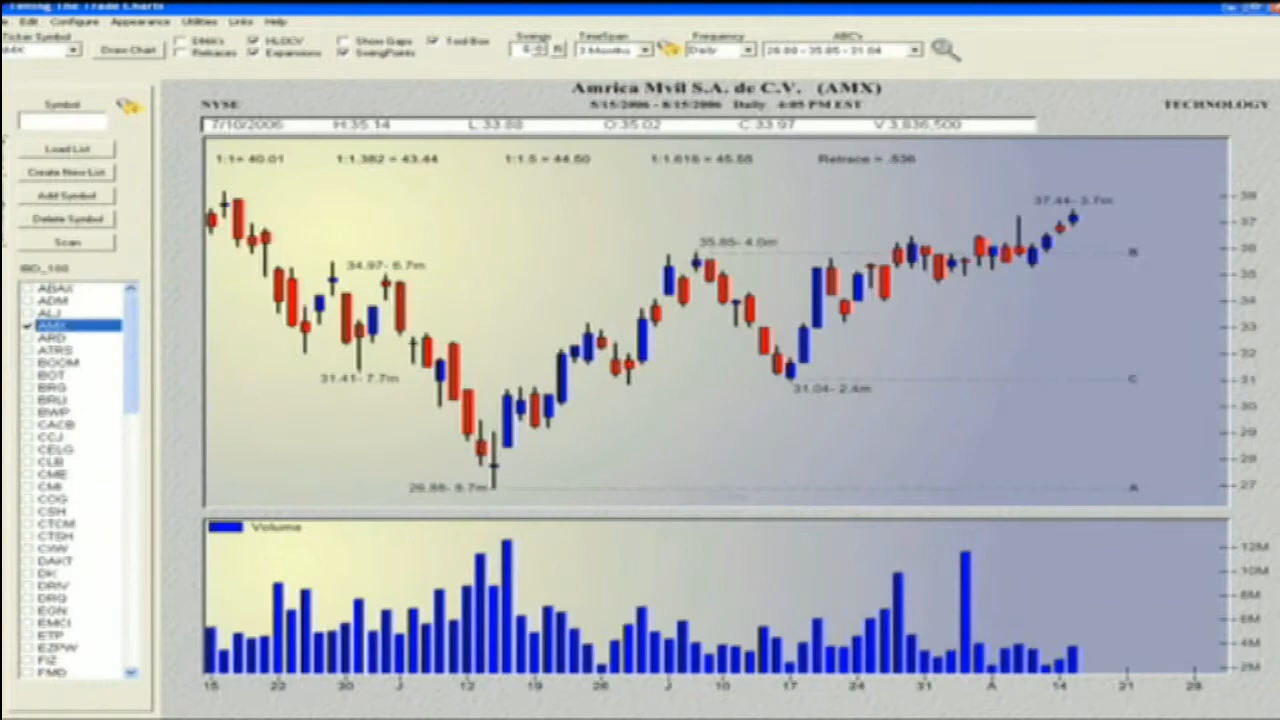 Timing The Trade Charts
Edit Configure Appearance Utilities Links Help
Ticker Symbol
AMX
Draw Chart
DMA's
HLOCV
Show Gaps
Tool Box
Retraces
Expansions
SwingPoints
Swings
TimeSpan
3 Months
Frequency
Daily
ABC's
26.88 - 35.85 - 31.04
Symbol
Load List
Create New List
Add Symbol
Delete Symbol
Scan
IBD_100
ABAX
ADM
ALJ
AMX
ARD
ATRS
BOOM
BOT
BRG
BRLI
BWP
CACB
CCJ
CELG
CLB
CME
CMI
COG
CSH
CTCM
CTSH
CXW
DAKT
DK
DRIV
DRQ
EGN
EMCI
ETP
EZPW
FIZ
FMD
Amrica Mvil S.A. de C.V. (AMX)
NYSE
5/15/2006 - 8/15/2006 Daily 4:05 PM EST
TECHNOLOGY
7/10/2006 H:35.14 L:33.88 O:35.02 C:33.97 V:3,836,500
1:1= 40.01 1:1.382 = 43.44 1:1.5 = 44.50 1:1.618 = 45.55 Retrace = .536
37.44- 3.7m
35.85- 4.0m
34.97- 6.7m
31.41- 7.7m
31.04- 2.4m
26.88- 8.7m
B
C
A
38
37
36
35
34
33
32
31
30
29
28
27
Volume
12M
10M
8M
6M
4M
2M
15 22 30 J 12 19 26 J 10 17 24 31 A 14 21 28